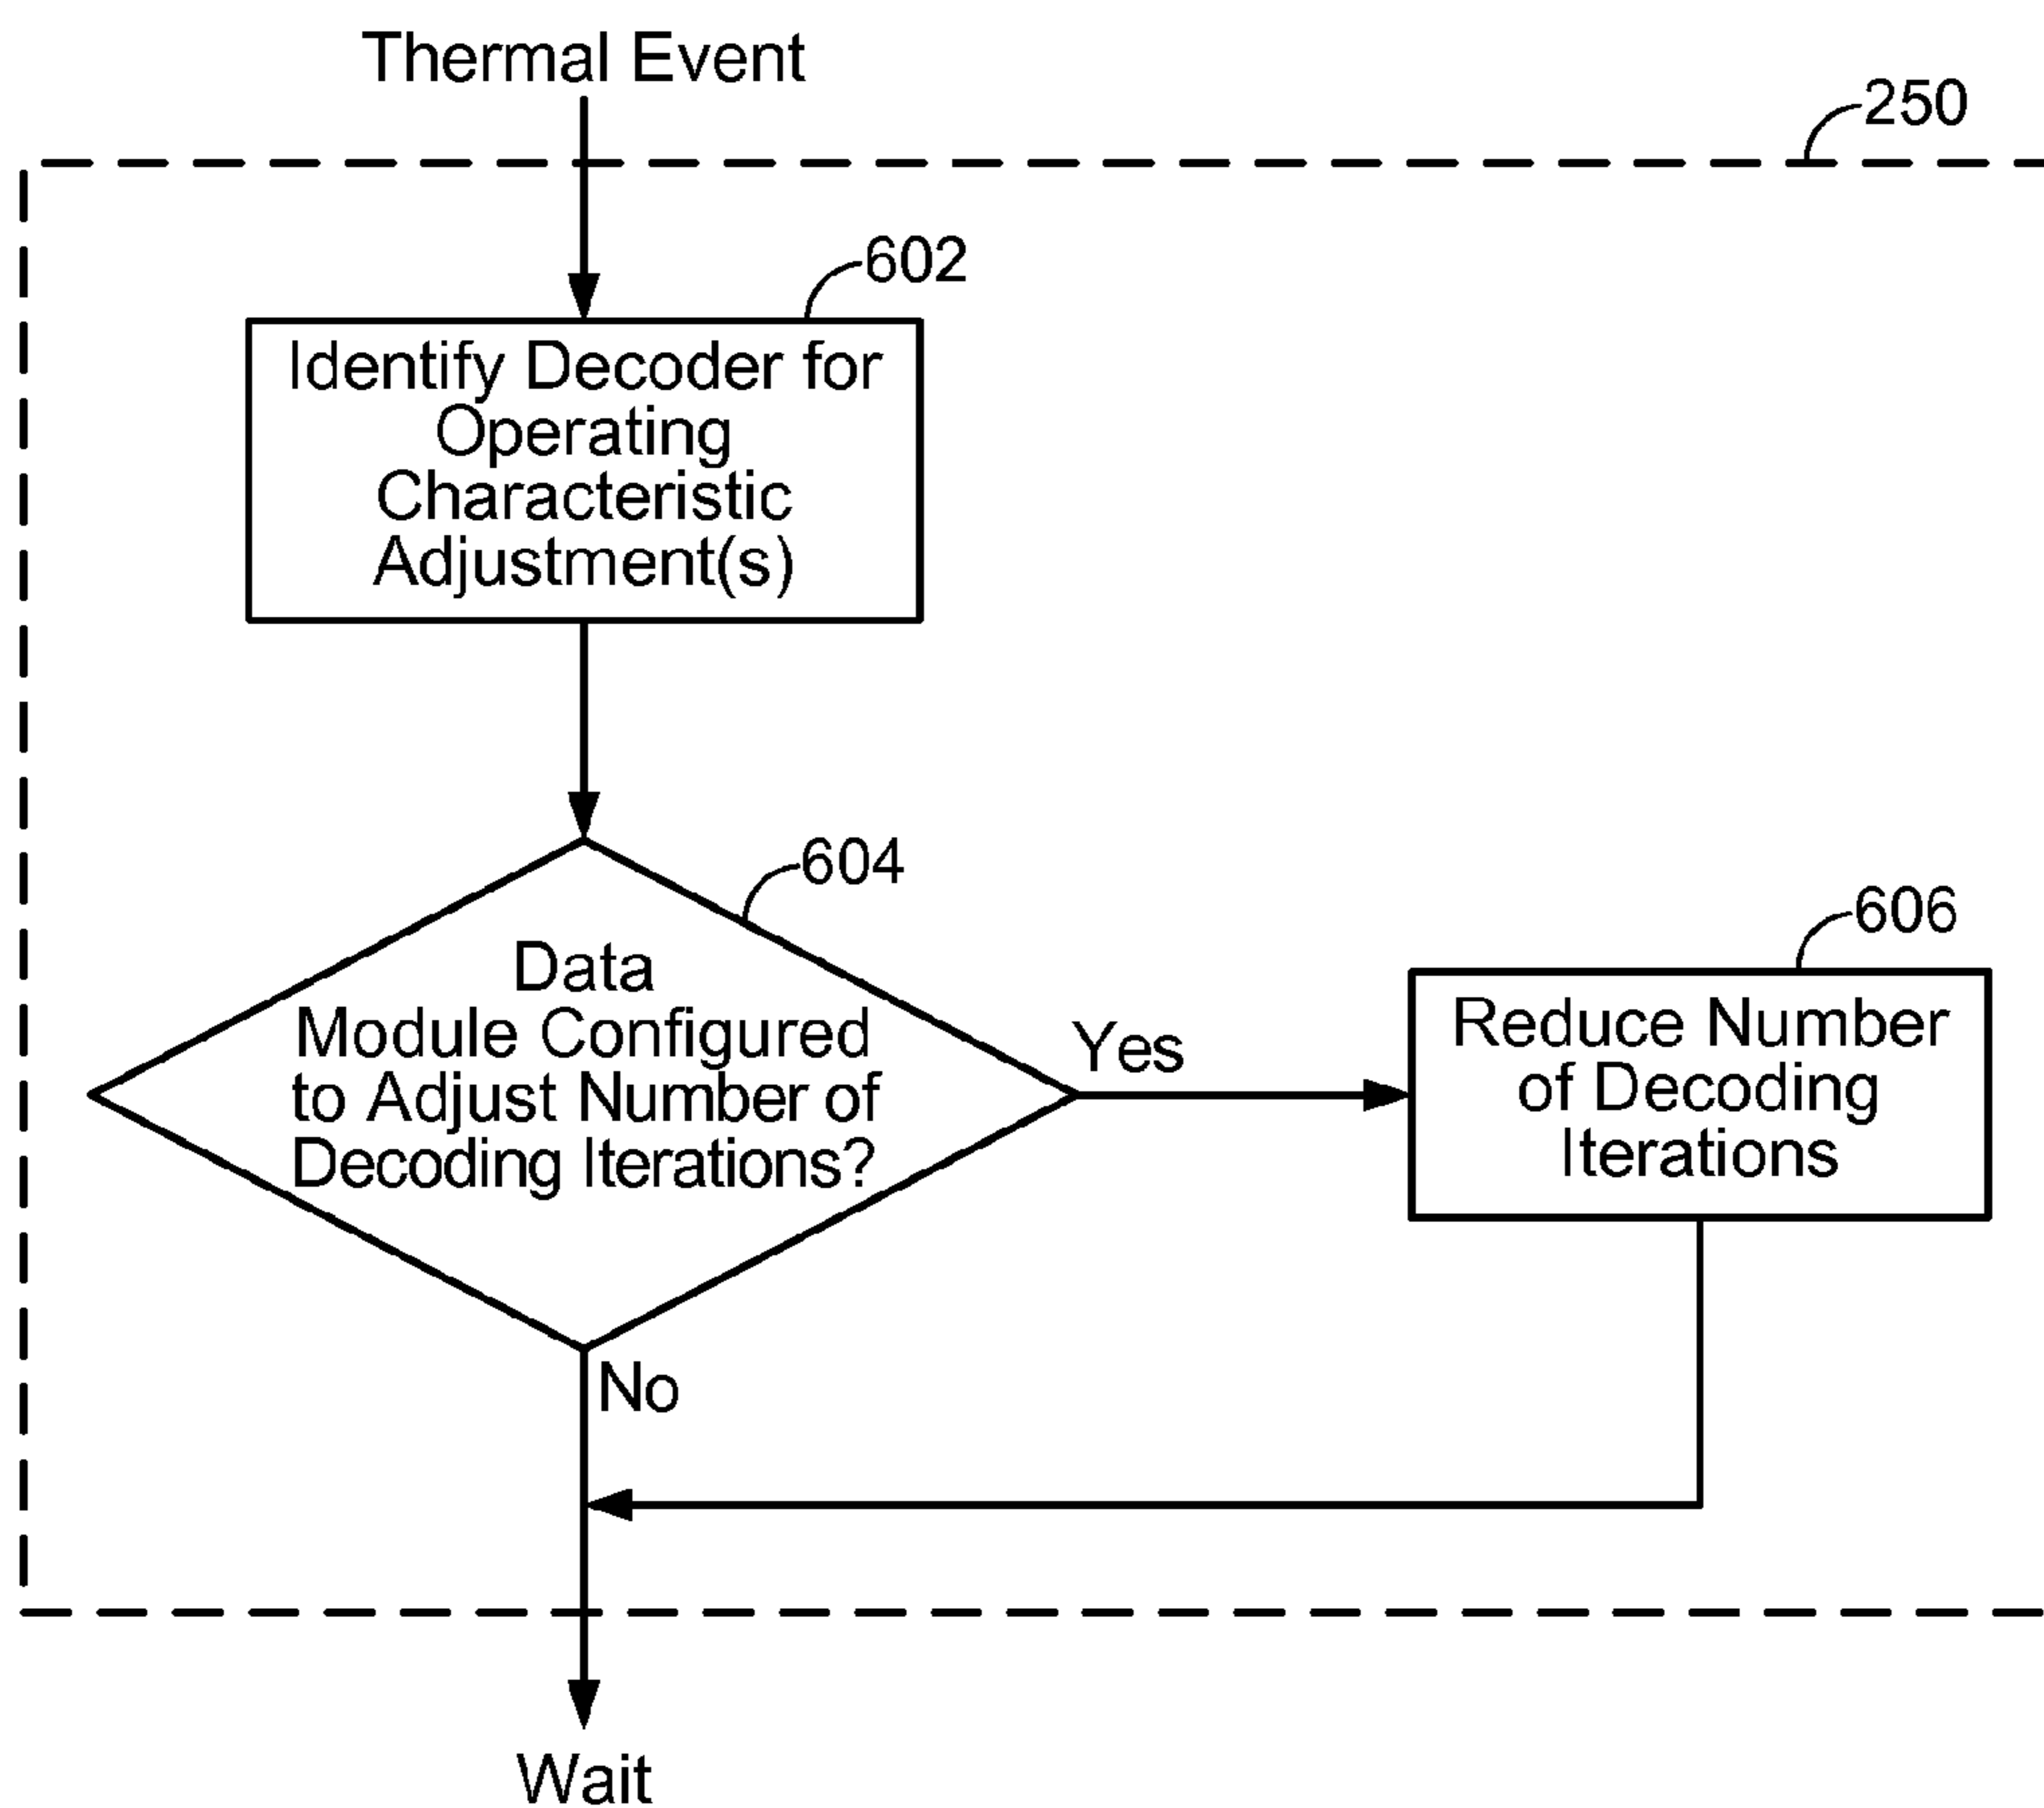 Thermal Event
250
602
Identify Decoder for
Operating
Characteristic
Adjustment(s)
604
Data
Module Configured
to Adjust Number of
Decoding Iterations?
Yes
606
Reduce Number
of Decoding
Iterations
No
Wait